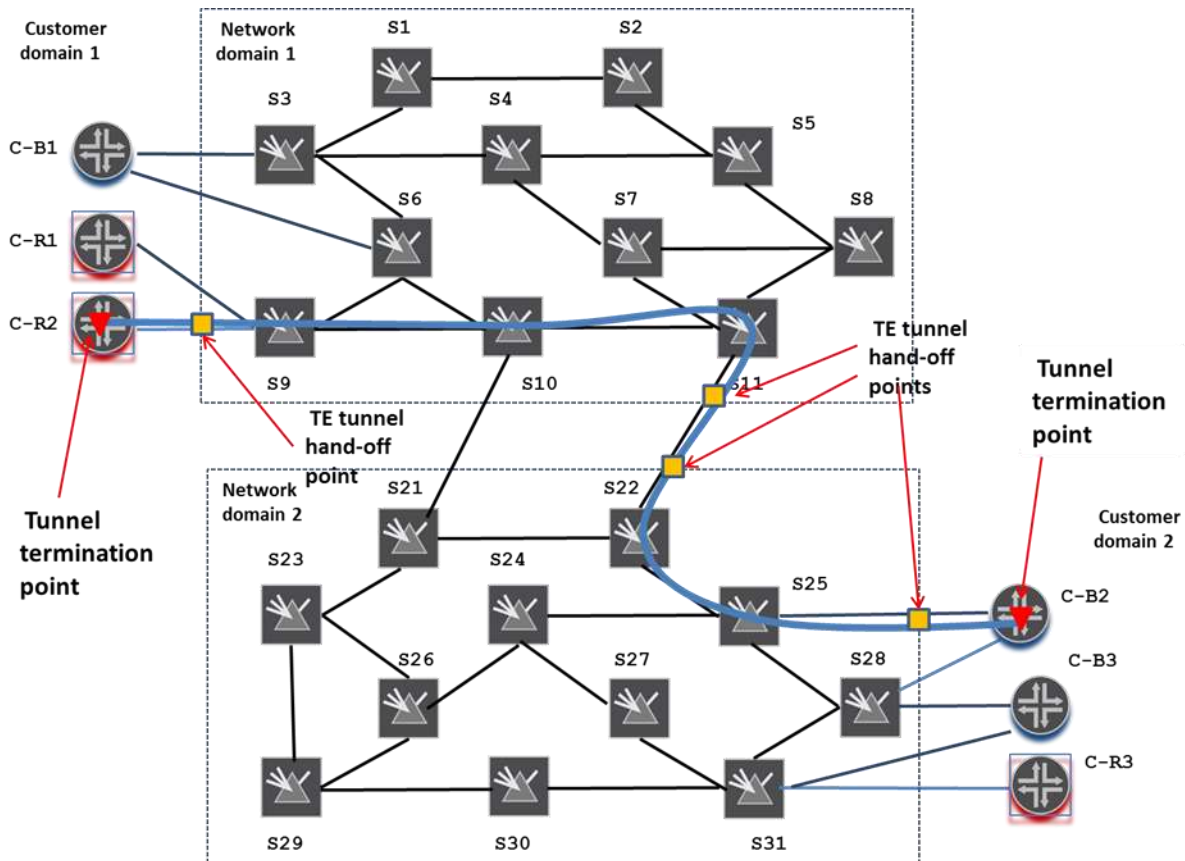 Customer
domain 1
Network
domain 1
S1
S2
S3
S4
S5
C-B1
S6
S7
S8
C-R1
C-R2
S9
S10
S11
TE tunnel
hand-off
points
TE tunnel
hand-off
point
Tunnel
termination
point
Network
domain 2
S21
S22
Tunnel
termination
point
Customer
domain 2
S23
S24
S25
C-B2
S26
S27
S28
C-B3
C-R3
S29
S30
S31